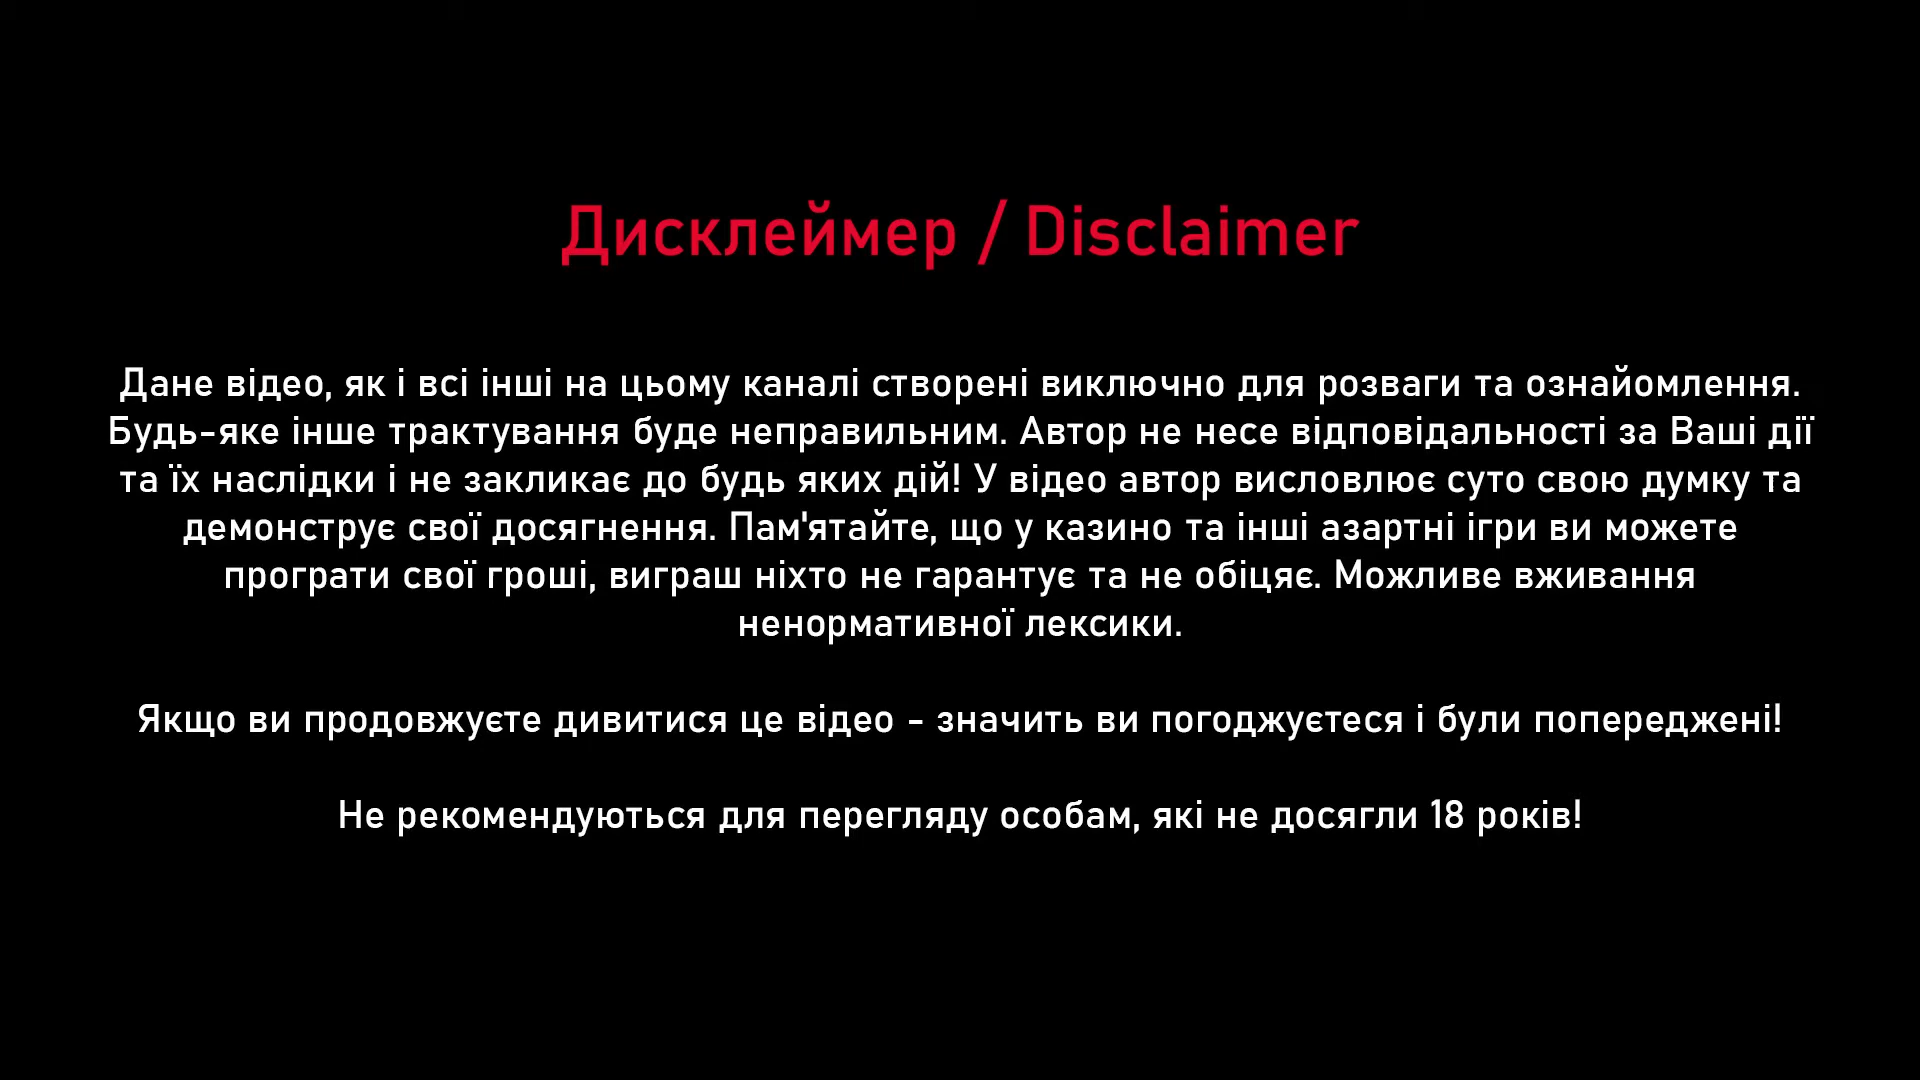 Дисклеймер / Disclaimer
Дане відео, як і всі інші на цьому каналі створені виключно для розваги та ознайомлення.
Будь-яке інше трактування буде неправильним. Автор не несе відповідальності за Ваші дії
та їх наслідки і не закликає до будь яких дій! У відео автор висловлює суто свою думку та
демонструє свої досягнення. Пам'ятайте, що у казино та інші азартні ігри ви можете
програти свої гроші, виграш ніхто не гарантує та не обіцяє. Можливе вживання
ненормативної лексики.
Якщо ви продовжуєте дивитися це відео - значить ви погоджуєтеся і були попереджені!
Не рекомендуються для перегляду особам, які не досягли 18 років!